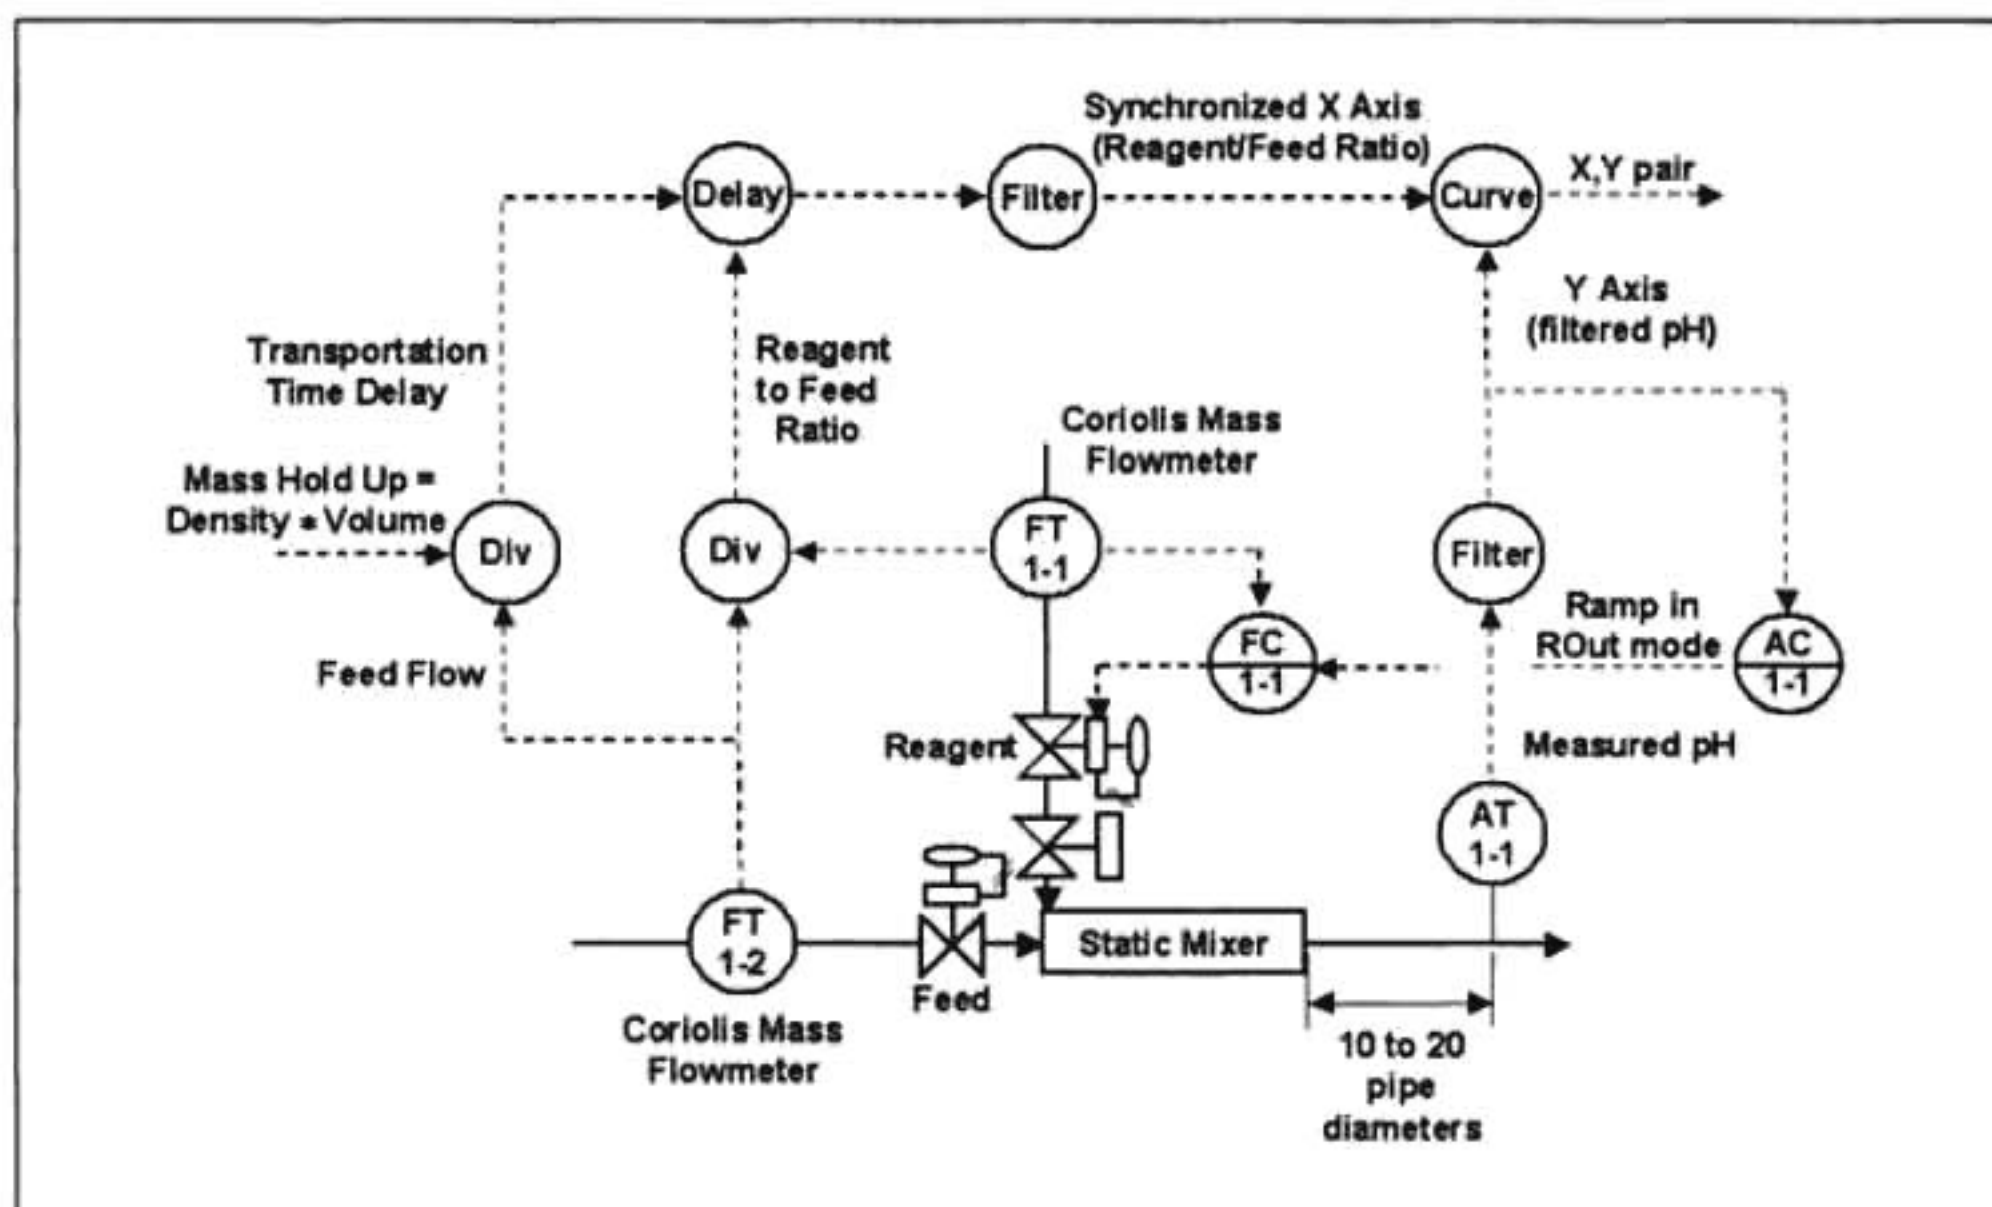 Synchronized X Axis
(Reagent/Feed Ratio)
X,Y pair
Delay
Filter
Curve
Y Axis
(filtered pH)
Transportation
Time Delay
Reagent
to Feed
Ratio
Coriolis Mass
Flowmeter
Mass Hold Up =
Density * Volume
Div
Div
FT
1-1
Filter
Ramp in
ROut mode
FC
1-1
AC
1-1
Feed Flow
Reagent
Measured pH
AT
1-1
FT
1-2
Static Mixer
Feed
Coriolis Mass
Flowmeter
10 to 20
pipe
diameters